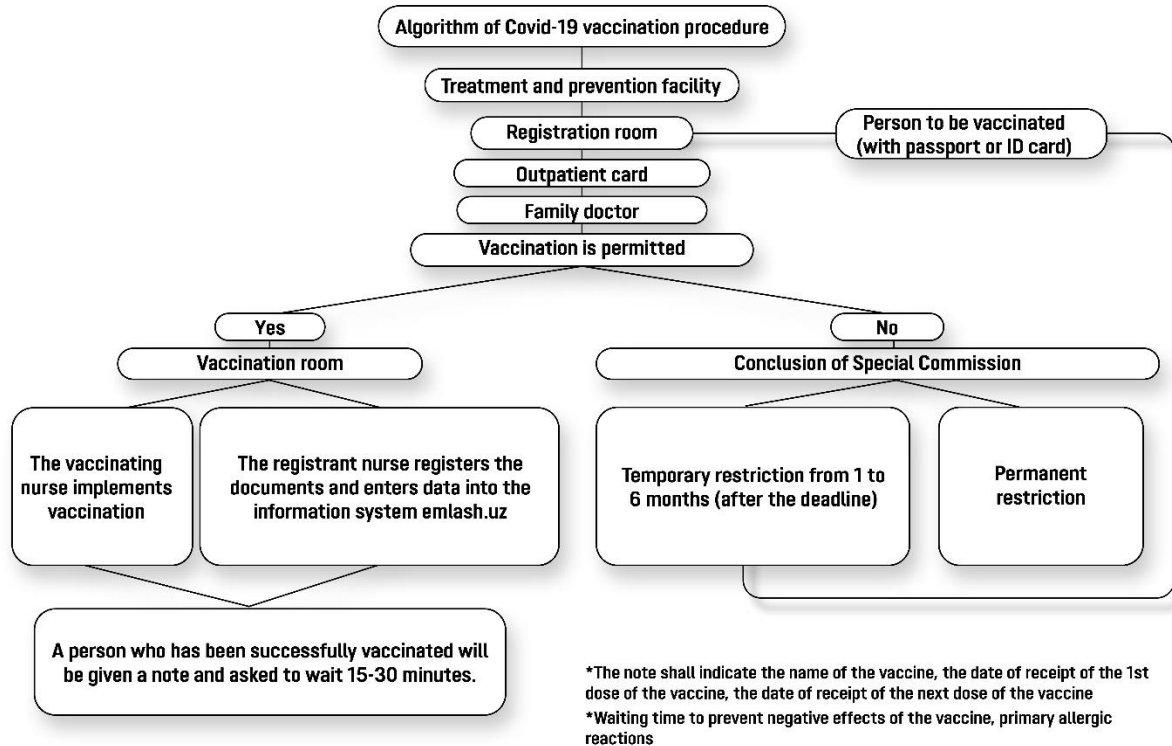 Algorithm of Covid-19 vaccination procedure
Treatment and prevention facility
Registration room
Person to be vaccinated
(with passport or ID card)
Outpatient card
Family doctor
Vaccination is permitted
Yes
No
Vaccination room
Conclusion of Special Commission
The vaccinating
nurse implements
vaccination
The registrant nurse registers the
documents and enters data into the
information system emlash.uz
Temporary restriction from 1 to
6 months (after the deadline)
Permanent
restriction
A person who has been successfully vaccinated will
be given a note and asked to wait 15-30 minutes.
*The note shall indicate the name of the vaccine, the date of receipt of the 1st
dose of the vaccine, the date of receipt of the next dose of the vaccine
*Waiting time to prevent negative effects of the vaccine, primary allergic
reactions